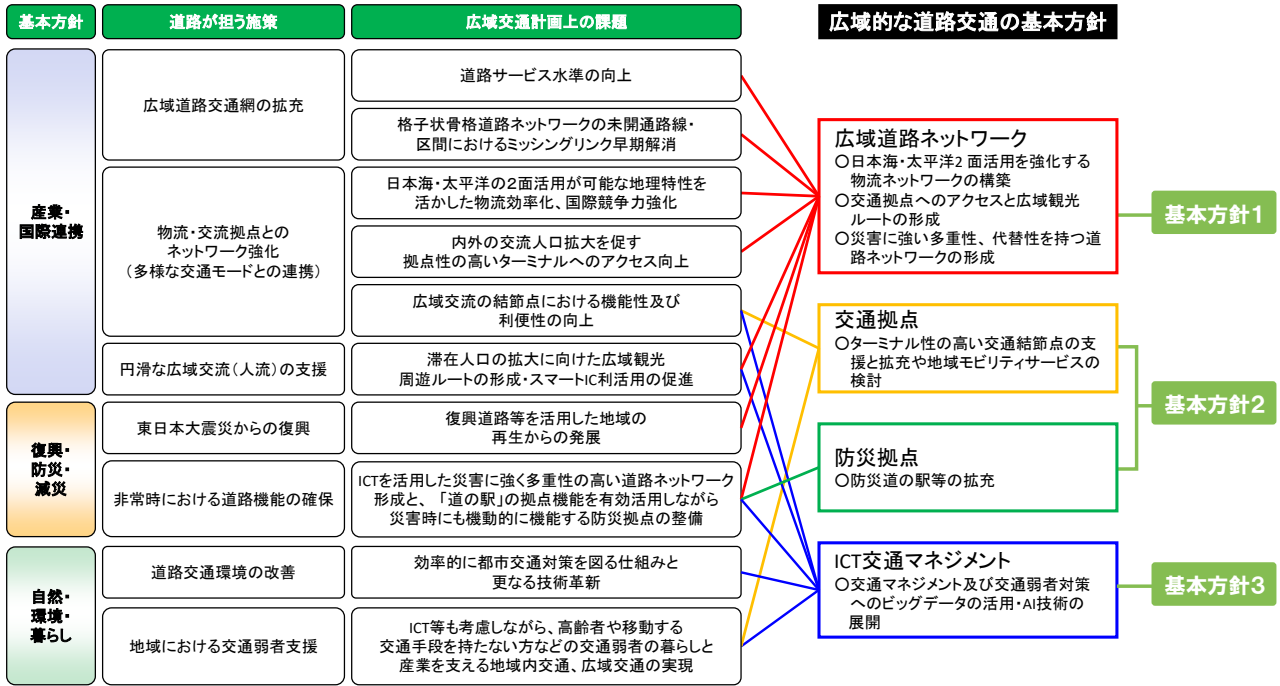 基本方針
道路が担う施策
広域交通計画上の課題
広域的な道路交通の基本方針
産業・
国際連携
広域道路交通網の拡充
道路サービス水準の向上
格子状骨格道路ネットワークの未開通路線・
区間におけるミッシングリンク早期解消
物流・交流拠点との
ネットワーク強化
(多様な交通モードとの連携)
日本海・太平洋の２面活用が可能な地理特性を
活かした物流効率化、国際競争力強化
内外の交流人口拡大を促す
拠点性の高いターミナルへのアクセス向上
広域交流の結節点における機能性及び
利便性の向上
円滑な広域交流(人流)の支援
滞在人口の拡大に向けた広域観光
周遊ルートの形成・スマートIC利活用の促進
復興・
防災・
減災
東日本大震災からの復興
復興道路等を活用した地域の
再生からの発展
非常時における道路機能の確保
ICTを活用した災害に強く多重性の高い道路ネットワーク
形成と、「道の駅」の拠点機能を有効活用しながら
災害時にも機動的に機能する防災拠点の整備
自然・
環境・
暮らし
道路交通環境の改善
効率的に都市交通対策を図る仕組みと
更なる技術革新
地域における交通弱者支援
ICT等も考慮しながら、高齢者や移動する
交通手段を持たない方などの交通弱者の暮らしと
産業を支える地域内交通、広域交通の実現
広域道路ネットワーク
○日本海・太平洋2 面活用を強化する
物流ネットワークの構築
○交通拠点へのアクセスと広域観光
ルートの形成
○災害に強い多重性、代替性を持つ道
路ネットワークの形成
基本方針１
交通拠点
○ターミナル性の高い交通結節点の支
援と拡充や地域モビリティサービスの
検討
基本方針２
防災拠点
○防災道の駅等の拡充
ICT交通マネジメント
○交通マネジメント及び交通弱者対策
へのビッグデータの活用・AI技術の
展開
基本方針３